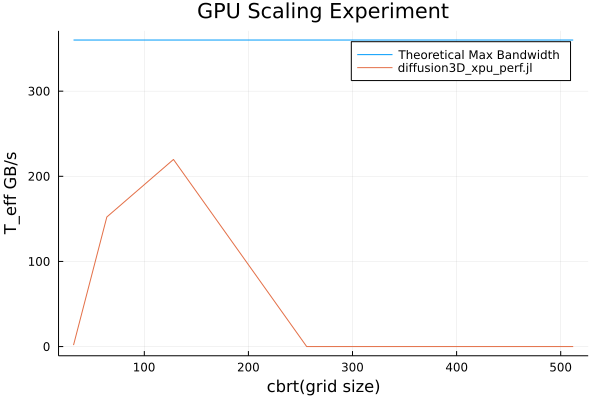 GPU Scaling Experiment
Theoretical Max Bandwidth
diffusion3D_xpu_perf.jl
T_eff GB/s
300
200
100
0
100 200 300 400 500
cbrt(grid size)